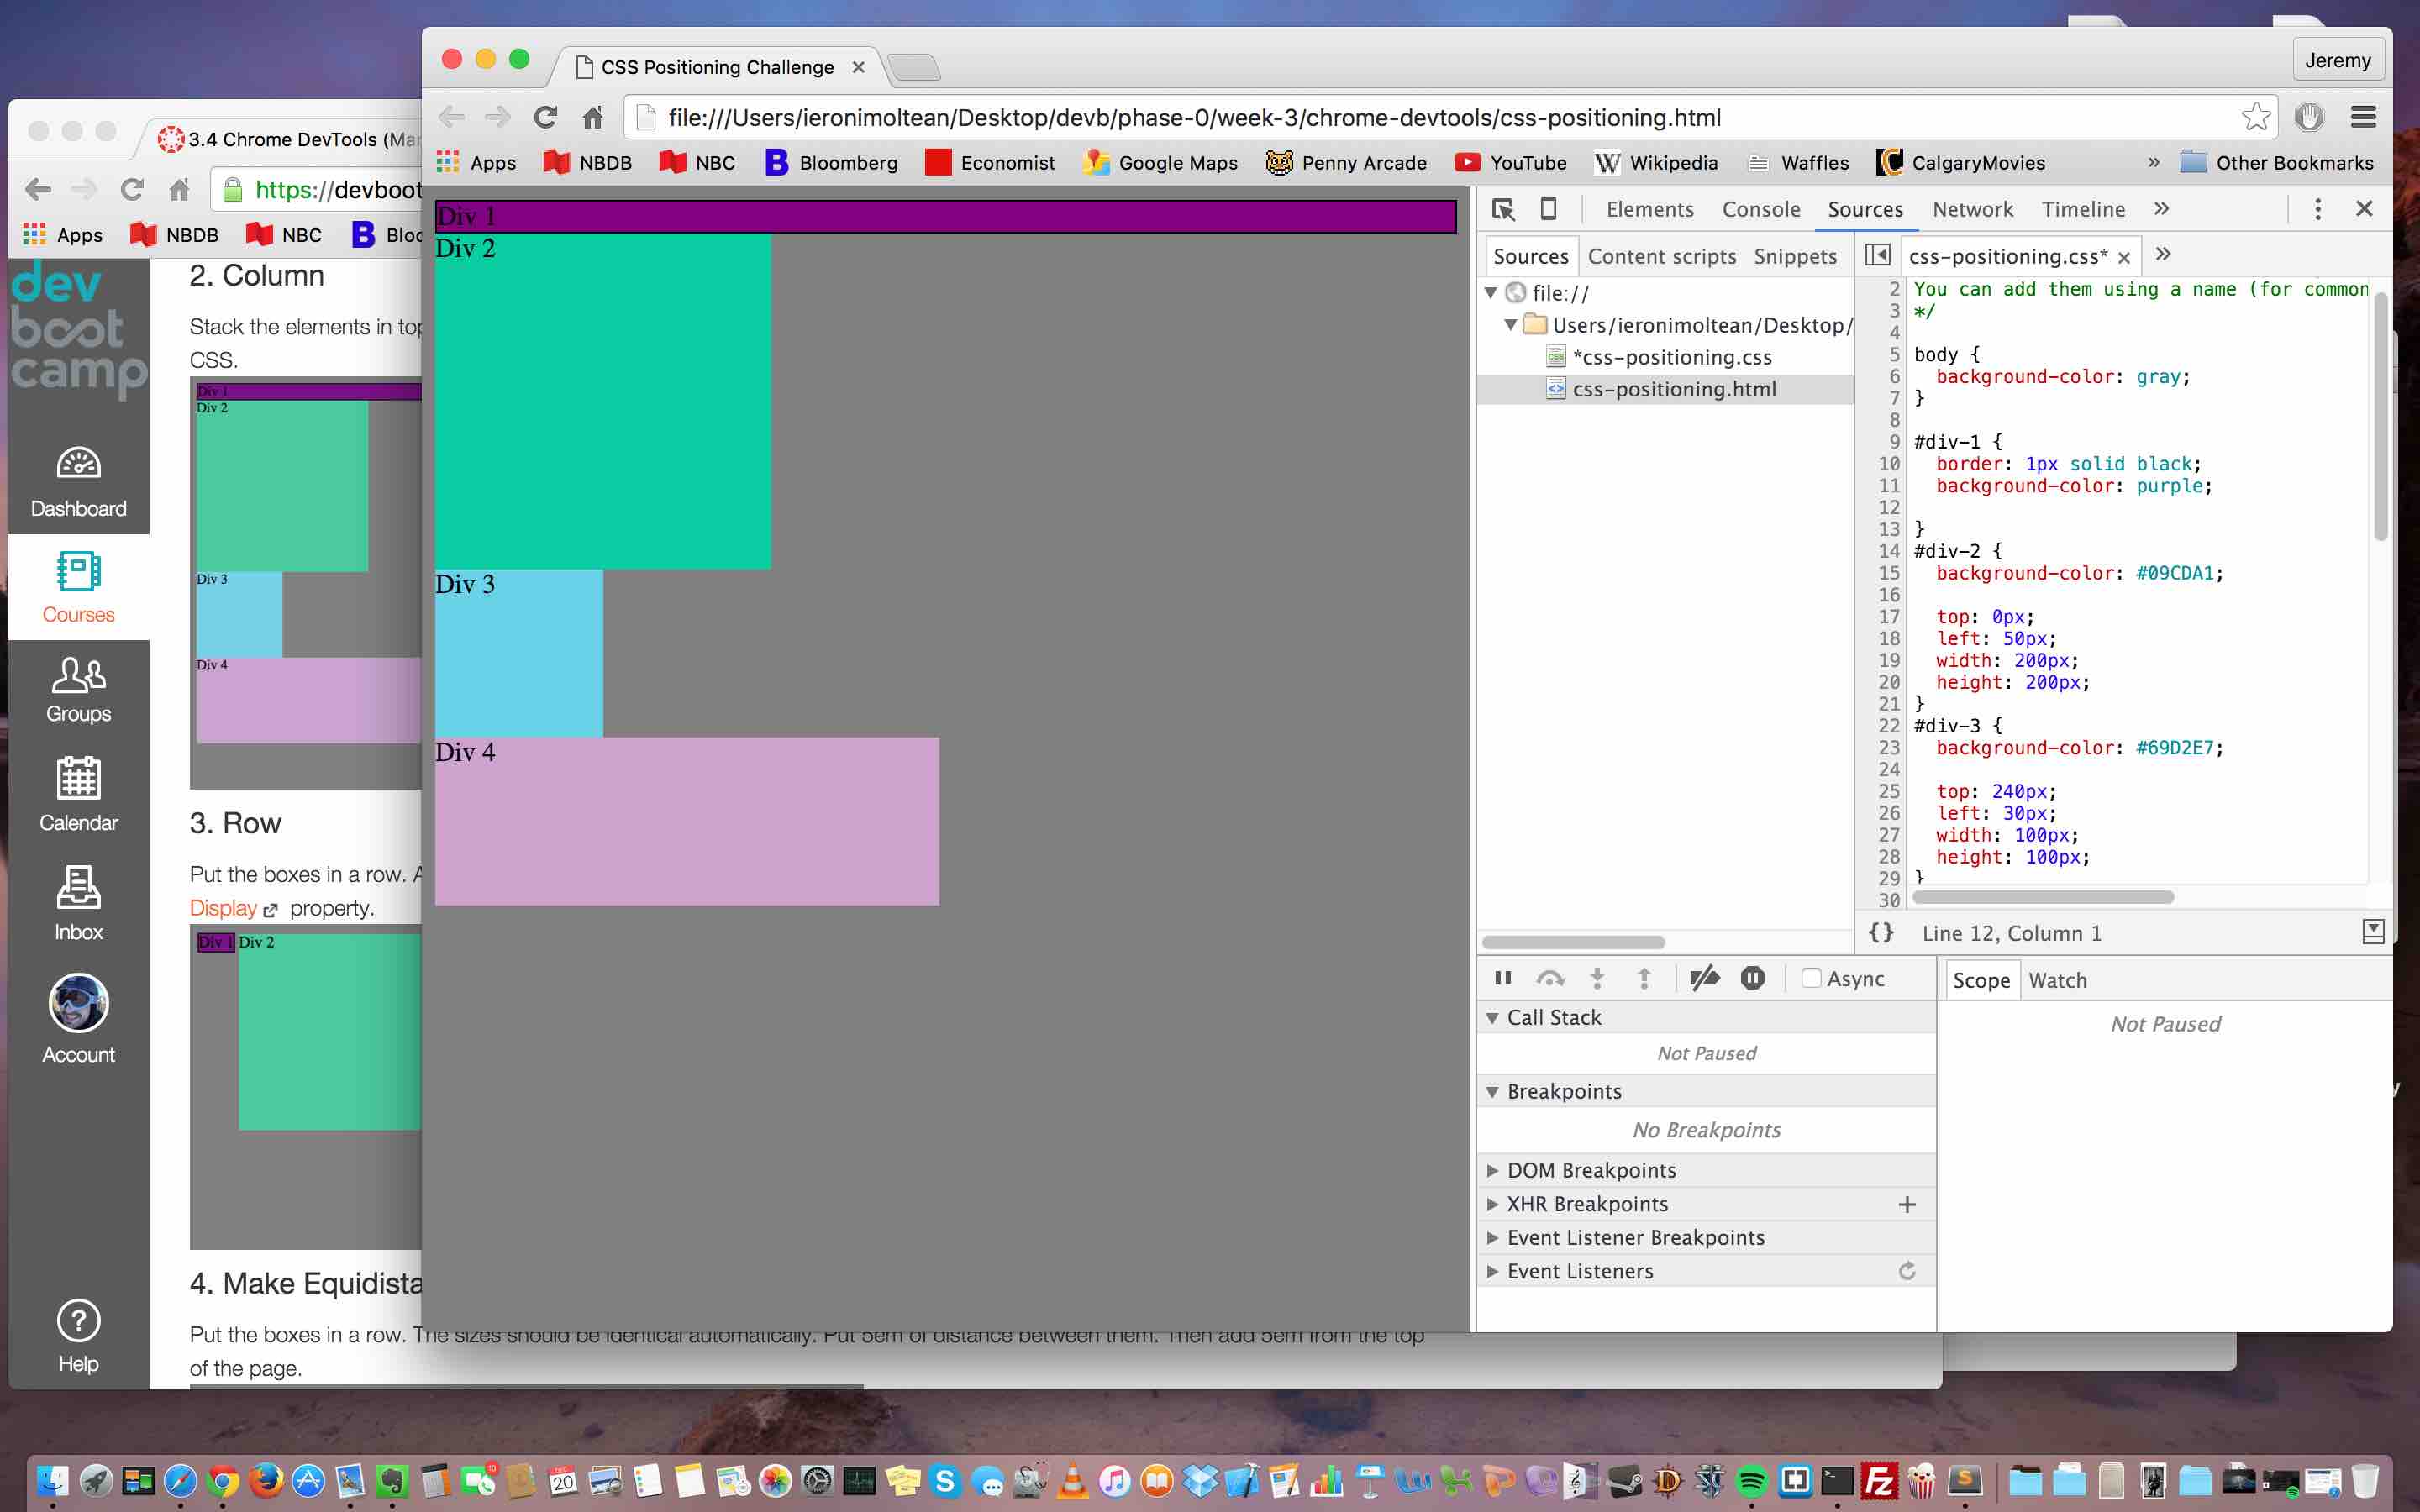 Jeremy
CSS Positioning Challenge
file:///Users/ieronimoltean/Desktop/devb/phase-0/week-3/chrome-devtools/css-positioning.html
Apps NBDB NBC Bloomberg Economist Google Maps Penny Arcade YouTube Wikipedia Waffles CalgaryMovies » Other Bookmarks
3.4 Chrome DevTools (Mar
https://devboot
Apps NBDB NBC
dev
boot
camp
Dashboard
Courses
Groups
Calendar
Inbox
Account
Help
2. Column
Stack the elements in top
CSS.
Div 1
Div 2
Div 3
Div 4
3. Row
Put the boxes in a row. A
Display property.
Div 1 Div 2
4. Make Equidista
Put the boxes in a row. The sizes should be identical automatically. Put 5em of distance between them. Then add 5em from the top
of the page.
Div 1
Div 2
Div 3
Div 4
Elements Console Sources Network Timeline »
Sources Content scripts Snippets
file://
Users/ieronimoltean/Desktop/
*css-positioning.css
css-positioning.html
css-positioning.css* »
2 You can add them using a name (for common
3 */
4
5 body {
6 background-color: gray;
7 }
8
9 #div-1 {
10 border: 1px solid black;
11 background-color: purple;
12
13 }
14 #div-2 {
15 background-color: #09CDA1;
16
17 top: 0px;
18 left: 50px;
19 width: 200px;
20 height: 200px;
21 }
22 #div-3 {
23 background-color: #69D2E7;
24
25 top: 240px;
26 left: 30px;
27 width: 100px;
28 height: 100px;
29 }
30
{} Line 12, Column 1
Async
Call Stack
Not Paused
Breakpoints
No Breakpoints
DOM Breakpoints
XHR Breakpoints
Event Listener Breakpoints
Event Listeners
Scope Watch
Not Paused
20